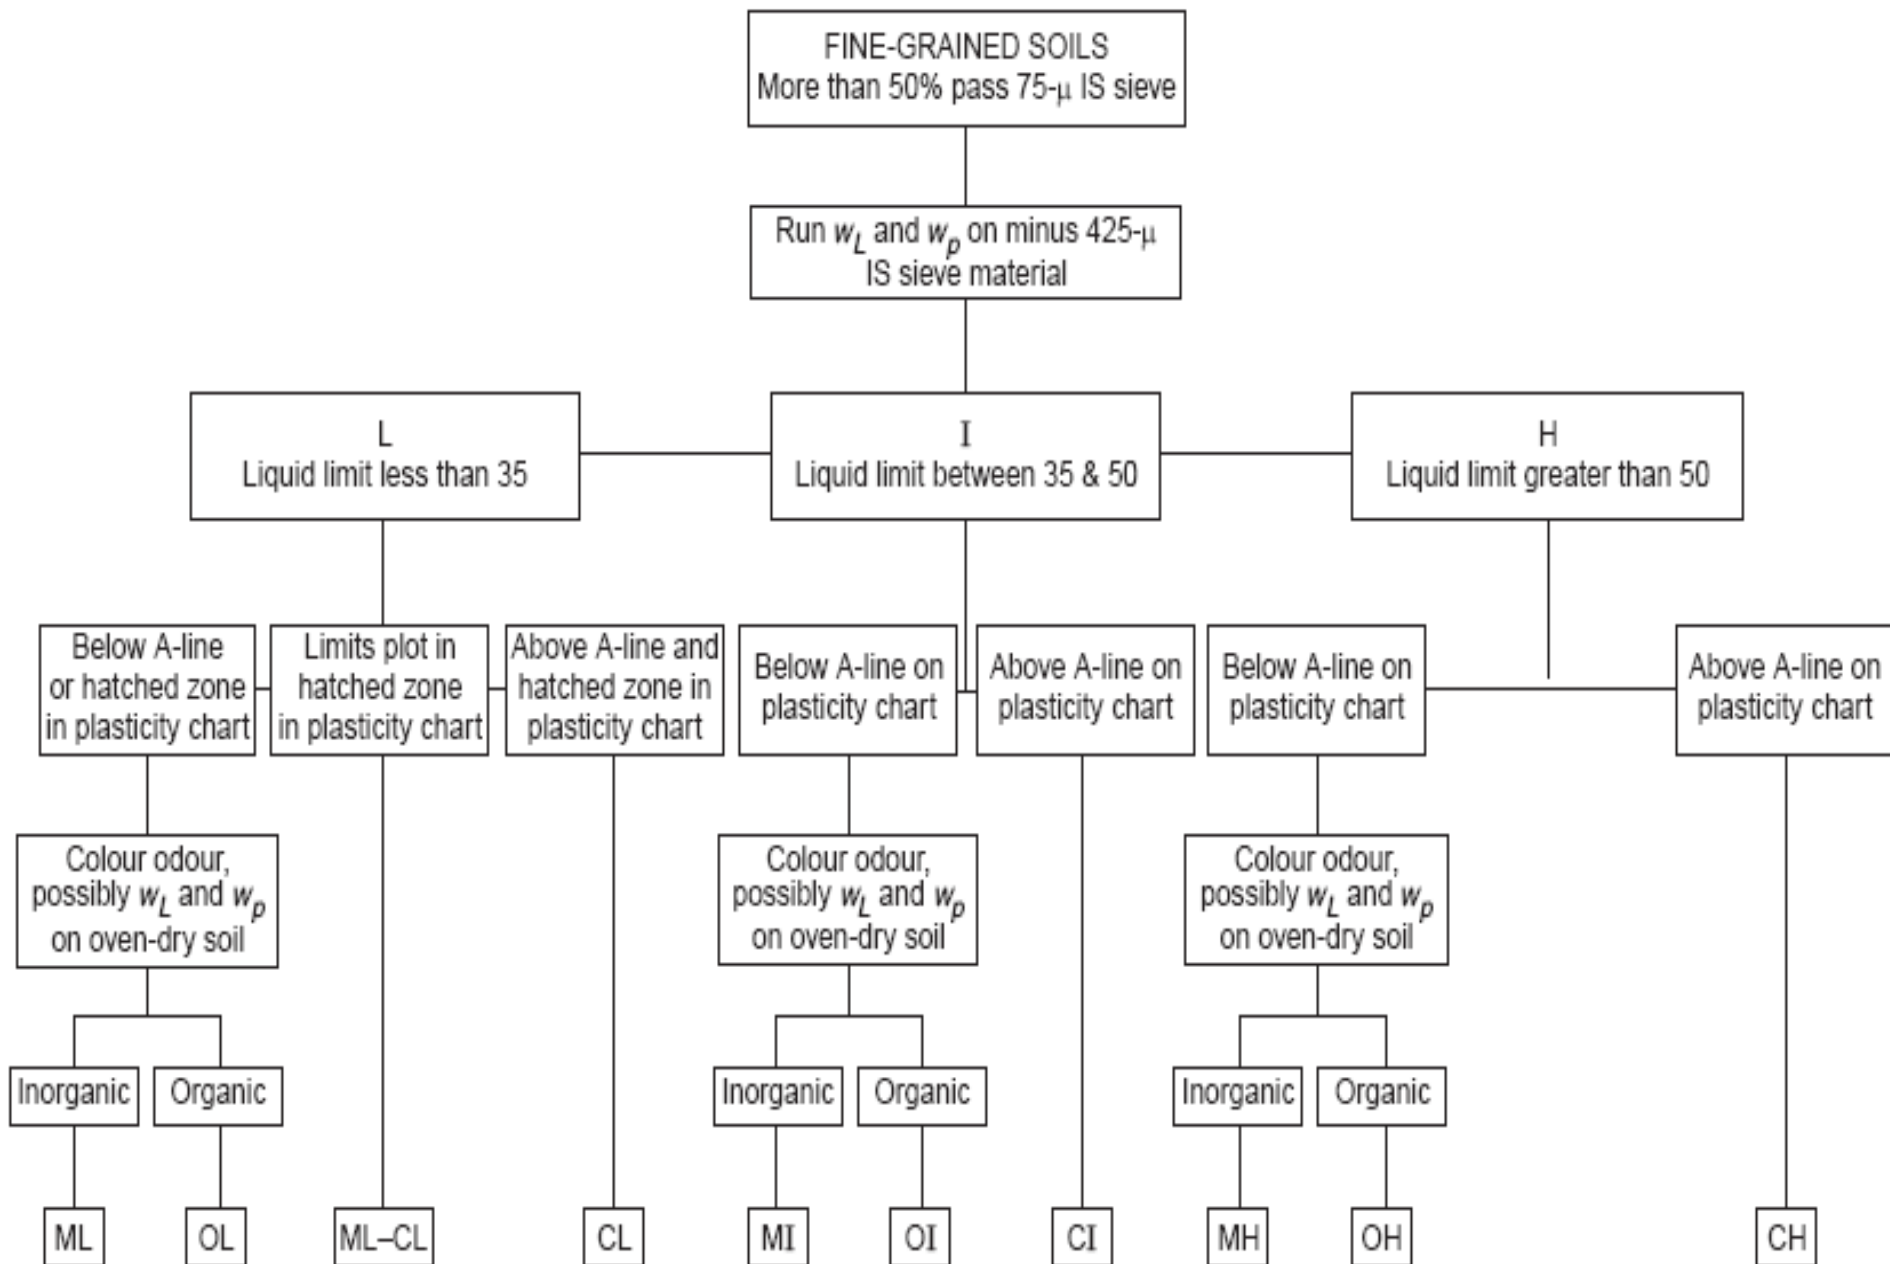 FINE-GRAINED SOILS
More than 50% pass 75-μ IS sieve
Run wL and wp on minus 425-μ
IS sieve material
L
Liquid limit less than 35
I
Liquid limit between 35 & 50
H
Liquid limit greater than 50
Below A-line
or hatched zone
in plasticity chart
Limits plot in
hatched zone
in plasticity chart
Above A-line and
hatched zone in
plasticity chart
Below A-line on
plasticity chart
Above A-line on
plasticity chart
Below A-line on
plasticity chart
Above A-line on
plasticity chart
Colour odour,
possibly wL and wp
on oven-dry soil
Colour odour,
possibly wL and wp
on oven-dry soil
Colour odour,
possibly wL and wp
on oven-dry soil
Inorganic
Organic
Inorganic
Organic
Inorganic
Organic
ML
OL
ML–CL
CL
MI
OI
CI
MH
OH
CH